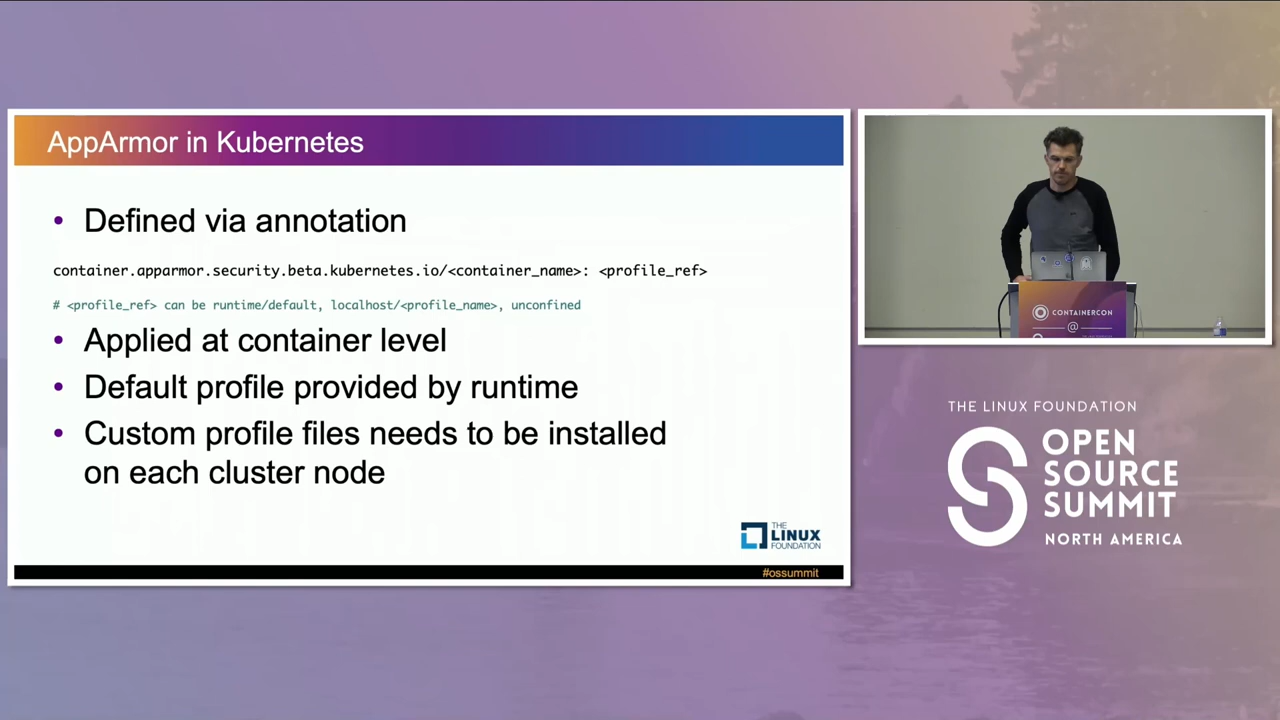 AppArmor in Kubernetes
• Defined via annotation
container.apparmor.security.beta.kubernetes.io/<container_name>: <profile_ref>
# <profile_ref> can be runtime/default, localhost/<profile_name>, unconfined
• Applied at container level
• Default profile provided by runtime
• Custom profile files needs to be installed
on each cluster node
THE
LINUX
FOUNDATION
#ossummit
CONTAINERCON
@
THE LINUX FOUNDATION
OPEN
SOURCE
SUMMIT
NORTH AMERICA